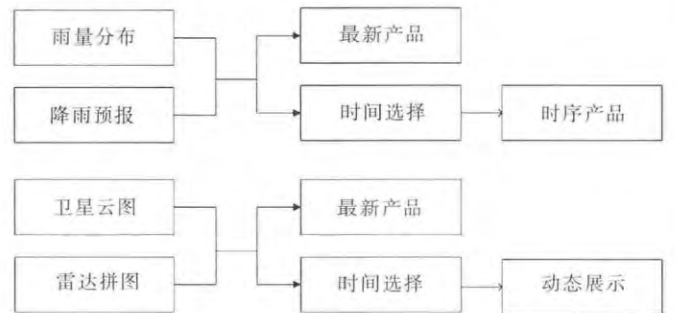 雨量分布
最新产品
降雨预报
时间选择
时序产品
卫星云图
最新产品
雷达拼图
时间选择
动态展示